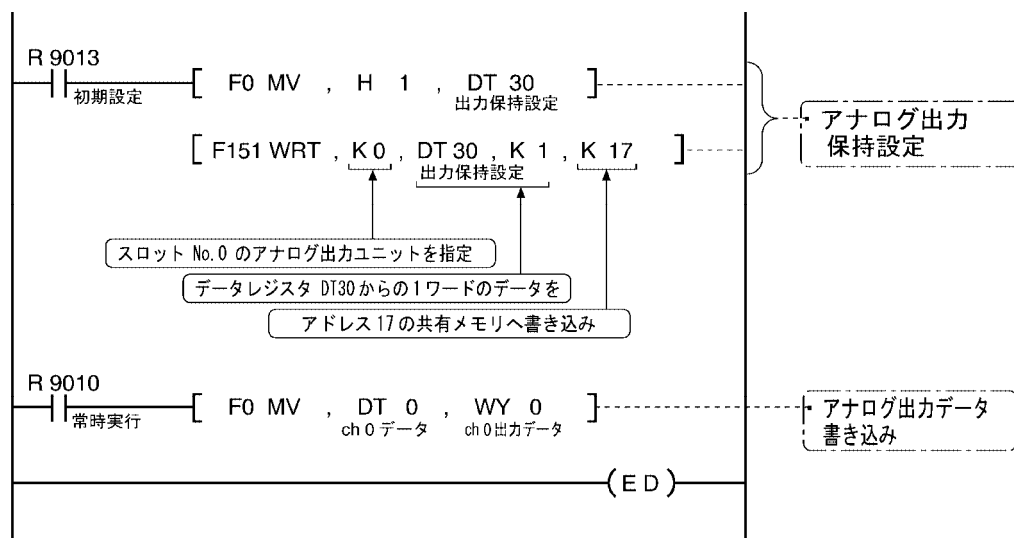 R 9013
初期設定
[ F0 MV , H 1 , DT 30 ]
出力保持設定
[ F151 WRT , K 0 , DT 30 , K 1 , K 17 ]
出力保持設定
アナログ出力
保持設定
スロット No.0 のアナログ出力ユニットを指定
データレジスタ DT30からの1ワードのデータを
アドレス17の共有メモリへ書き込み
R 9010
常時実行
[ F0 MV , DT 0 , WY 0 ]
ch 0 データ ch 0出力データ
アナログ出力データ
書き込み
(E D)